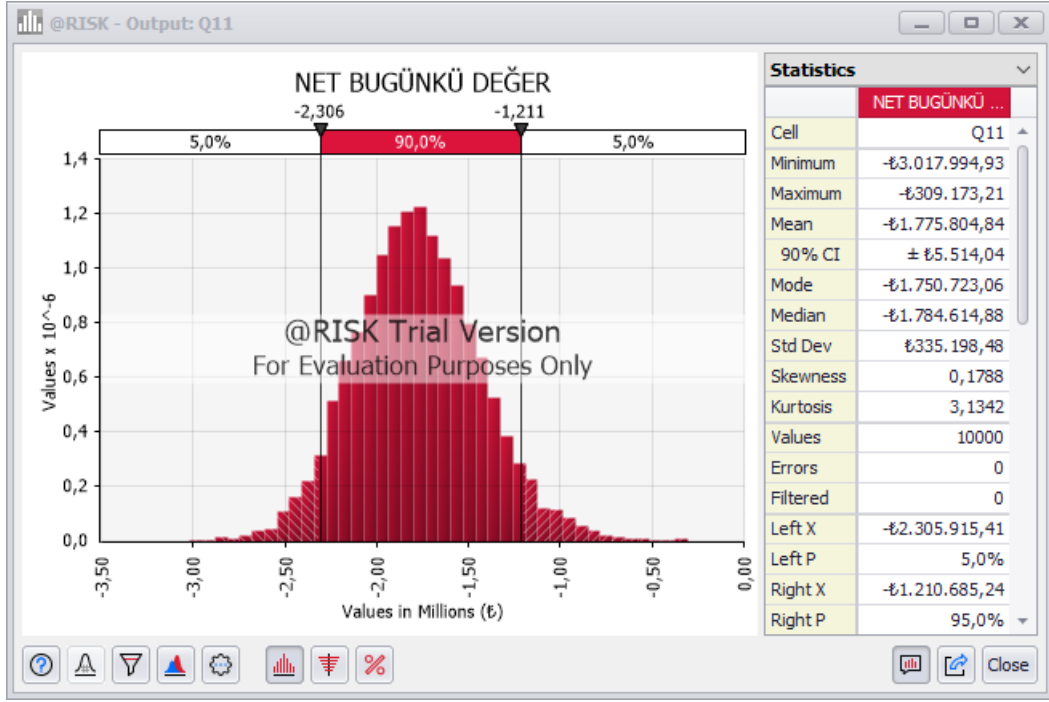 @RISK - Output: Q11
NET BUGÜNKÜ DEĞER
-2,306 -1,211
5,0% 90,0% 5,0%
1,4
1,2
1,0
0,8
0,6
0,4
0,2
0,0
Values x 10^-6
@RISK Trial Version
For Evaluation Purposes Only
-3,50 -3,00 -2,50 -2,00 -1,50 -1,00 -0,50 0,00
Values in Millions (₺)
Statistics
NET BUGÜNKÜ ...
Cell Q11
Minimum -₺3.017.994,93
Maximum -₺309.173,21
Mean -₺1.775.804,84
90% CI ± ₺5.514,04
Mode -₺1.750.723,06
Median -₺1.784.614,88
Std Dev ₺335.198,48
Skewness 0,1788
Kurtosis 3,1342
Values 10000
Errors 0
Filtered 0
Left X -₺2.305.915,41
Left P 5,0%
Right X -₺1.210.685,24
Right P 95,0%
Close